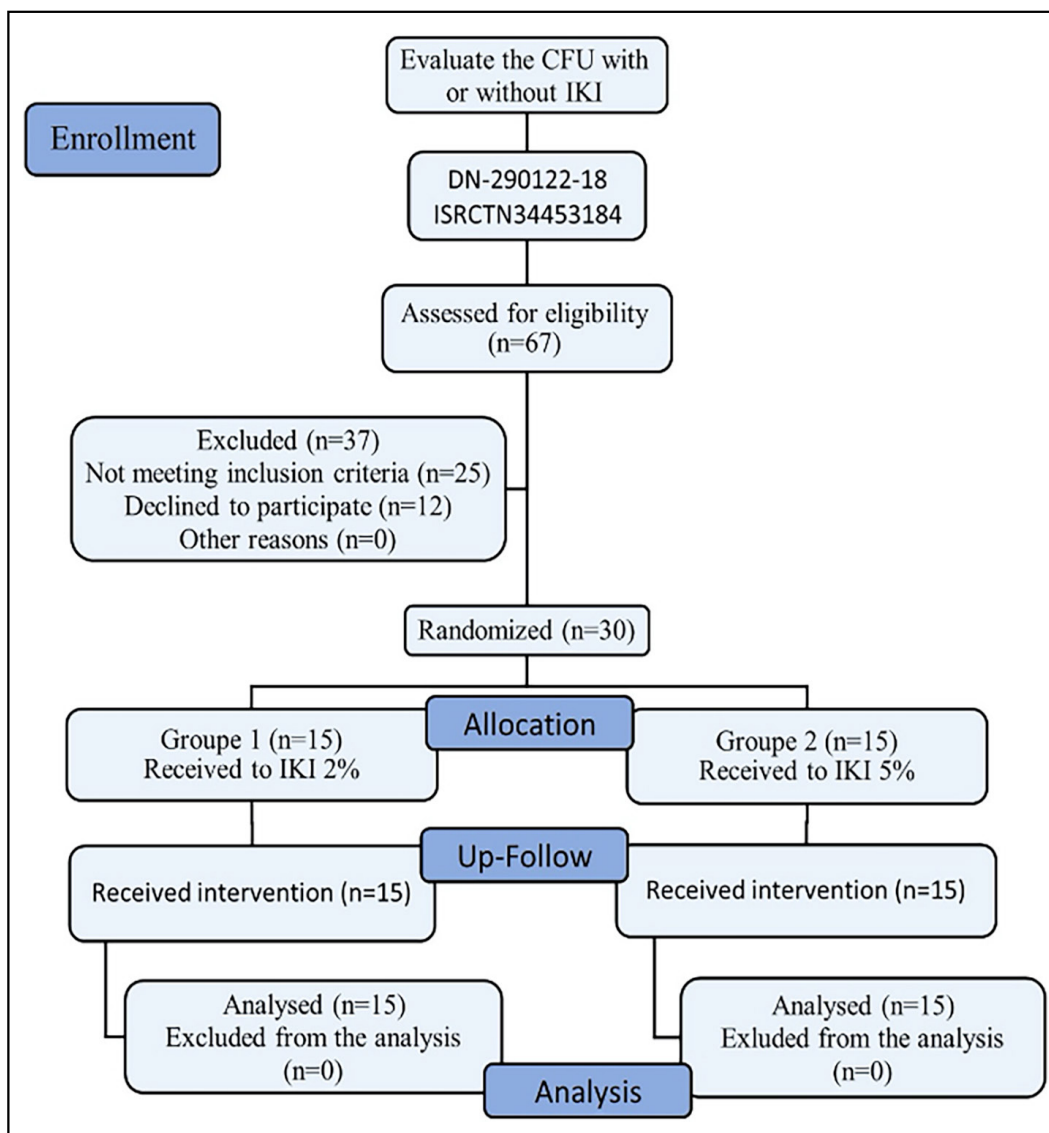 Evaluate the CFU with
or without IKI
Enrollment
DN-290122-18
ISRCTN34453184
Assessed for eligibility
(n=67)
Excluded (n=37)
Not meeting inclusion criteria (n=25)
Declined to participate (n=12)
Other reasons (n=0)
Randomized (n=30)
Allocation
Groupe 1 (n=15)
Received to IKI 2%
Groupe 2 (n=15)
Received to IKI 5%
Up-Follow
Received intervention (n=15)
Received intervention (n=15)
Analysed (n=15)
Excluded from the analysis
(n=0)
Analysed (n=15)
Exluded from the analysis
(n=0)
Analysis